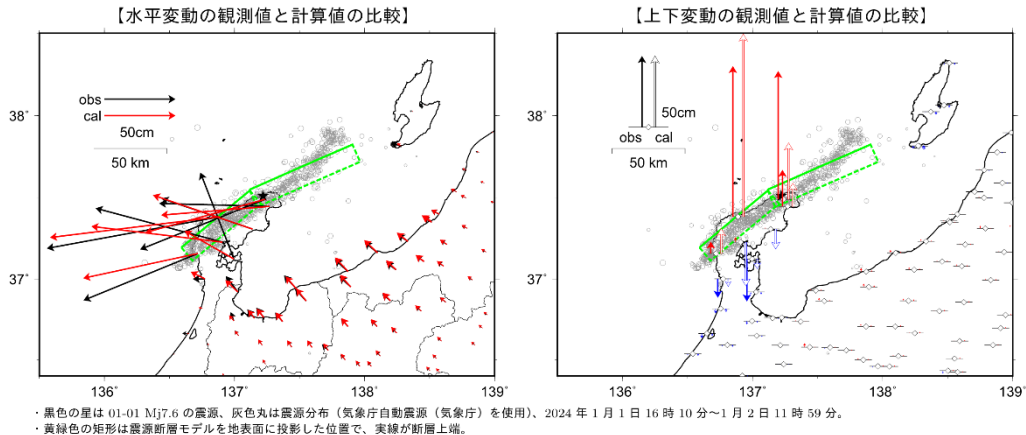 【水平変動の観測値と計算値の比較】
【上下変動の観測値と計算値の比較】
obs
cal
50cm
50 km
38°
37°
136°
137°
138°
139°
50cm
obs cal
50 km
38°
37°
136°
137°
138°
139°
・黒色の星は 01-01 Mj7.6 の震源、灰色丸は震源分布（気象庁自動震源（気象庁）を使用）、2024 年 1 月 1 日 16 時 10 分〜1 月 2 日 11 時 59 分。
・黄緑色の矩形は震源断層モデルを地表面に投影した位置で、実線が断層上端。